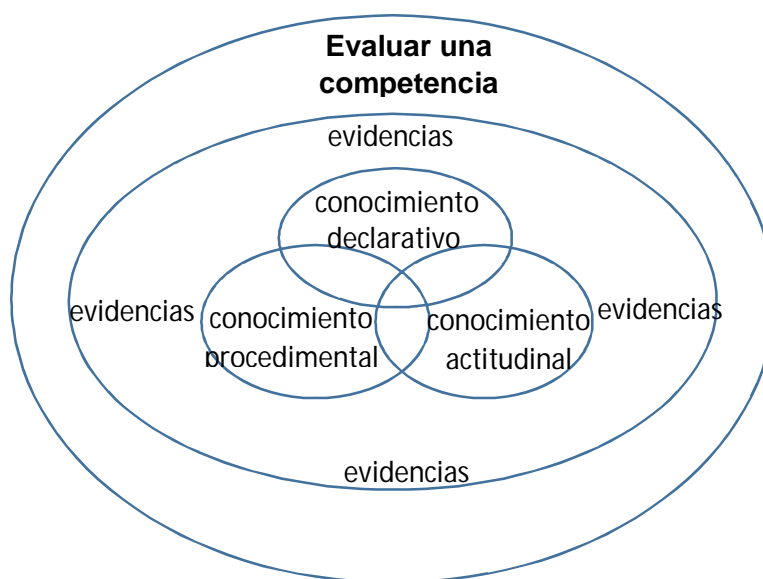 Evaluar una
competencia
evidencias
conocimiento
declarativo
evidencias
conocimiento
procedimental
conocimiento
actitudinal
evidencias
evidencias